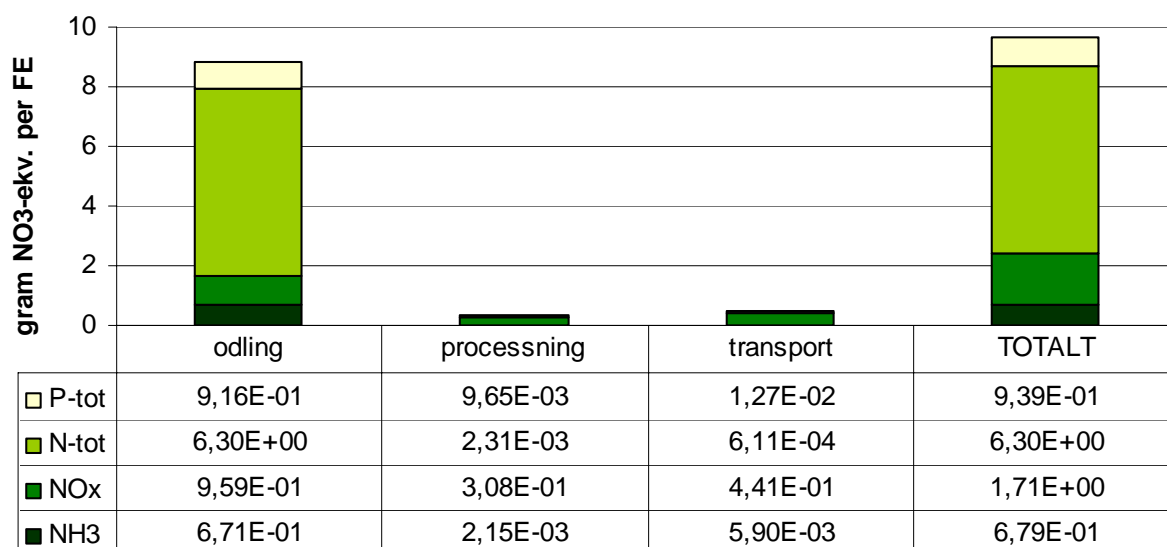 gram NO3-ekv. per FE
10
8
6
4
2
0
odling processning transport TOTALT
P-tot 9,16E-01 9,65E-03 1,27E-02 9,39E-01
N-tot 6,30E+00 2,31E-03 6,11E-04 6,30E+00
NOx 9,59E-01 3,08E-01 4,41E-01 1,71E+00
NH3 6,71E-01 2,15E-03 5,90E-03 6,79E-01